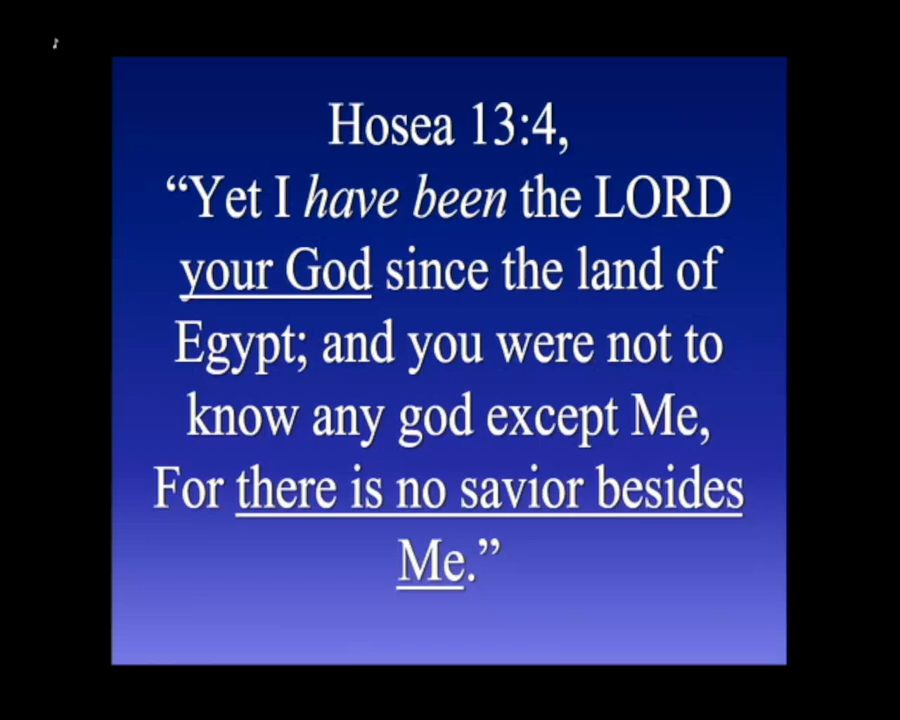 Hosea 13:4,
“Yet I have been the LORD
your God since the land of
Egypt; and you were not to
know any god except Me,
For there is no savior besides
Me.”